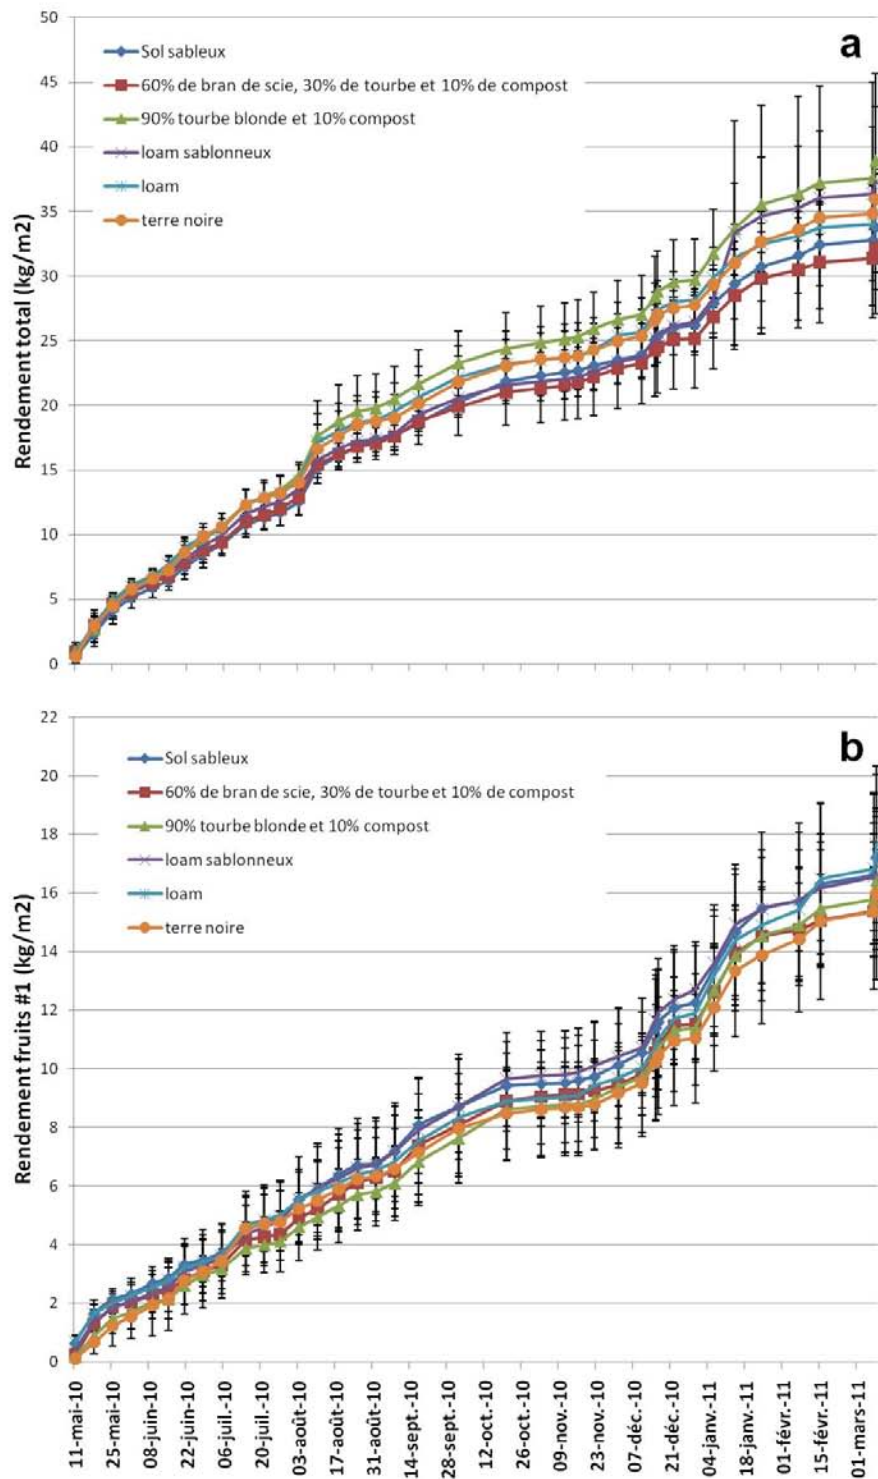 a
Rendement total (kg/m2)
50
45
40
35
30
25
20
15
10
5
0
Sol sableux
60% de bran de scie, 30% de tourbe et 10% de compost
90% tourbe blonde et 10% compost
loam sablonneux
loam
terre noire
b
Rendement fruits #1 (kg/m2)
22
20
18
16
14
12
10
8
6
4
2
0
Sol sableux
60% de bran de scie, 30% de tourbe et 10% de compost
90% tourbe blonde et 10% compost
loam sablonneux
loam
terre noire
11-mai-10
25-mai-10
08-juin-10
22-juin-10
06-juil.-10
20-juil.-10
03-août-10
17-août-10
31-août-10
14-sept.-10
28-sept.-10
12-oct.-10
26-oct.-10
09-nov.-10
23-nov.-10
07-déc.-10
21-déc.-10
04-janv.-11
18-janv.-11
01-févr.-11
15-févr.-11
01-mars-11